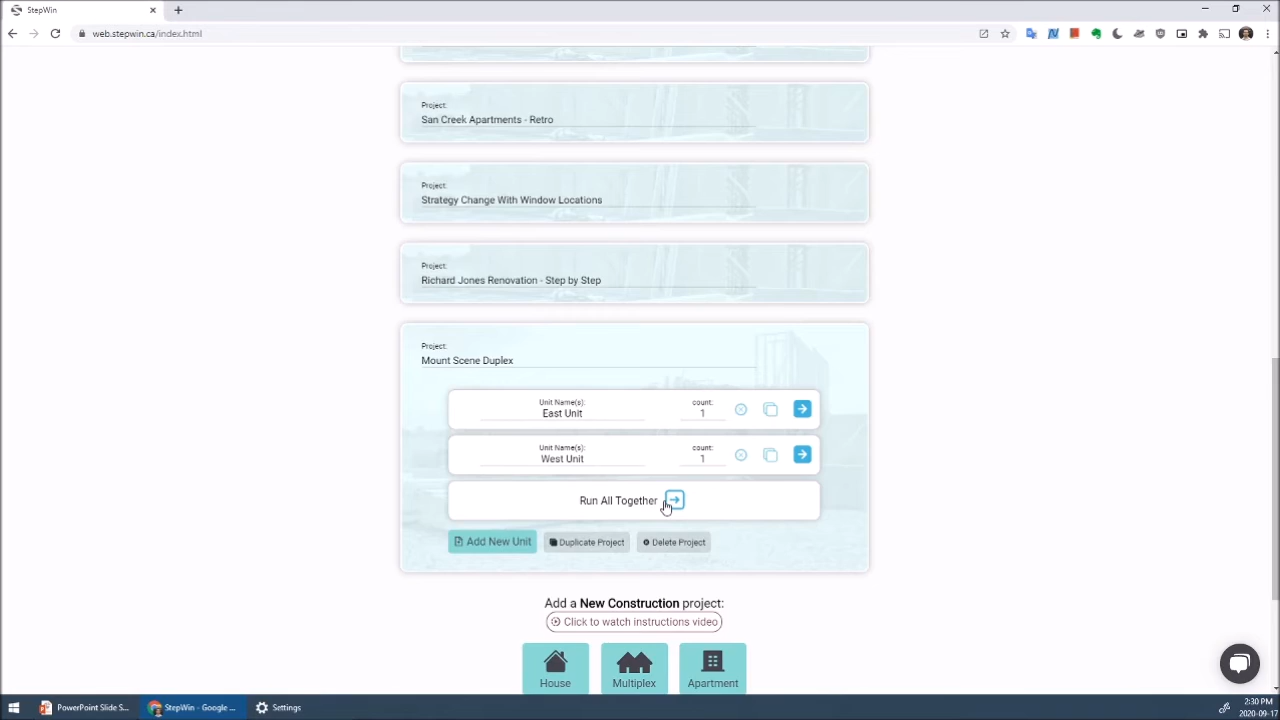 StepWin
web.stepwin.ca/index.html
Project:
San Creek Apartments - Retro
Project:
Strategy Change With Window Locations
Project:
Richard Jones Renovation - Step by Step
Project:
Mount Scene Duplex
Unit Name(s): count:
East Unit 1
Unit Name(s): count:
West Unit 1
Run All Together
Add New Unit Duplicate Project Delete Project
Add a New Construction project:
Click to watch instructions video
House Multiplex Apartment
PowerPoint Slide S... StepWin - Google ... Settings
2:30 PM
2020-09-17